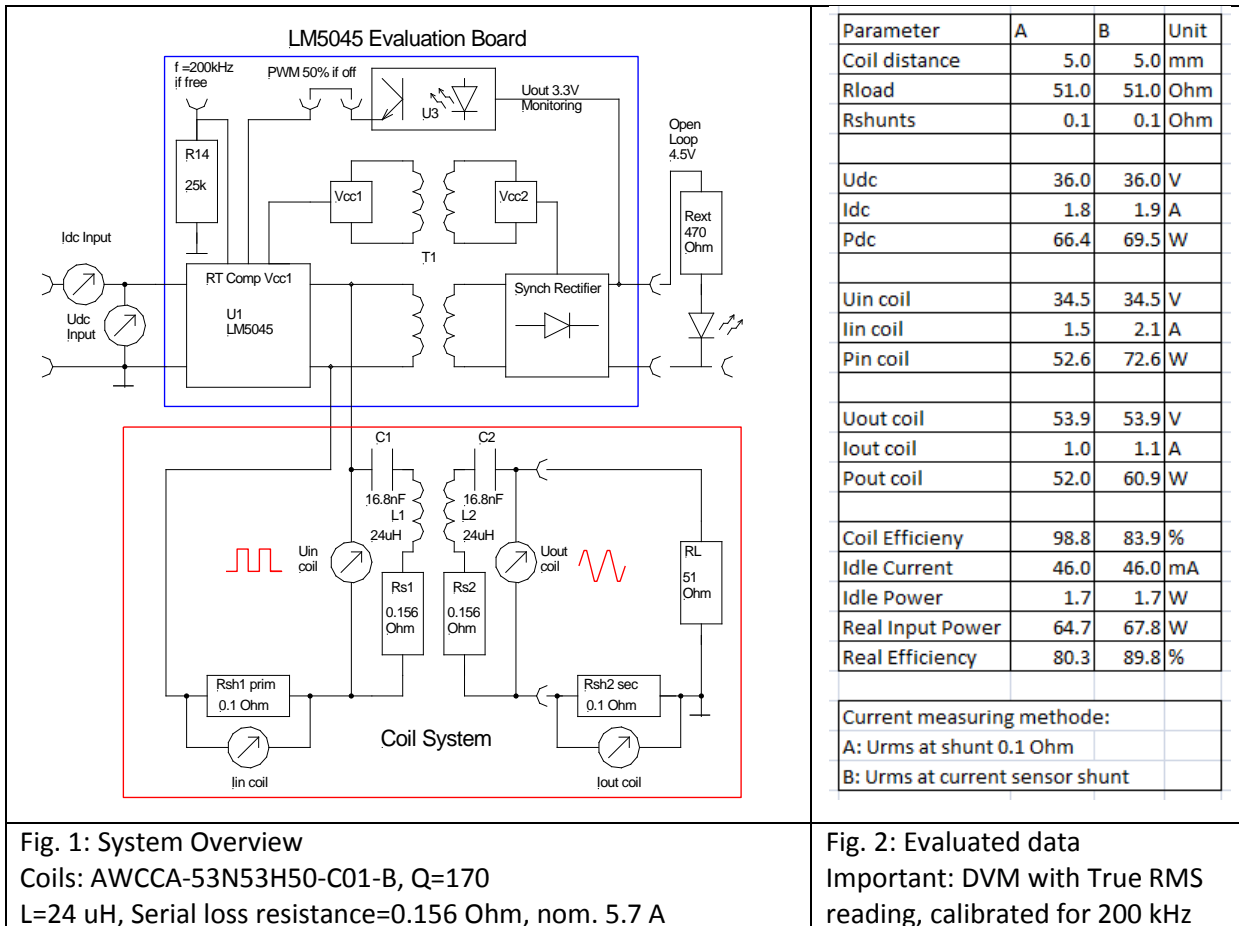 LM5045 Evaluation Board
f =200kHz
if free
PWM 50% if off
U3
Uout 3.3V
Monitoring
Open
Loop
4.5V
R14
25k
Vcc1
Vcc2
Rext
470
Ohm
T1
Idc Input
Udc
Input
RT Comp Vcc1
U1
LM5045
Synch Rectifier
C1
C2
16.8nF
16.8nF
L1
L2
24uH
24uH
Uin
coil
Uout
coil
RL
51
Ohm
Rs1
0.156
Ohm
Rs2
0.156
Ohm
Rsh1 prim
0.1 Ohm
Rsh2 sec
0.1 Ohm
Coil System
Iin coil
Iout coil
Parameter A B Unit
Coil distance 5.0 5.0 mm
Rload 51.0 51.0 Ohm
Rshunts 0.1 0.1 Ohm
Udc 36.0 36.0 V
Idc 1.8 1.9 A
Pdc 66.4 69.5 W
Uin coil 34.5 34.5 V
Iin coil 1.5 2.1 A
Pin coil 52.6 72.6 W
Uout coil 53.9 53.9 V
Iout coil 1.0 1.1 A
Pout coil 52.0 60.9 W
Coil Efficieny 98.8 83.9 %
Idle Current 46.0 46.0 mA
Idle Power 1.7 1.7 W
Real Input Power 64.7 67.8 W
Real Efficiency 80.3 89.8 %
Current measuring methode:
A: Urms at shunt 0.1 Ohm
B: Urms at current sensor shunt
Fig. 1: System Overview
Coils: AWCCA-53N53H50-C01-B, Q=170
L=24 uH, Serial loss resistance=0.156 Ohm, nom. 5.7 A
Fig. 2: Evaluated data
Important: DVM with True RMS
reading, calibrated for 200 kHz